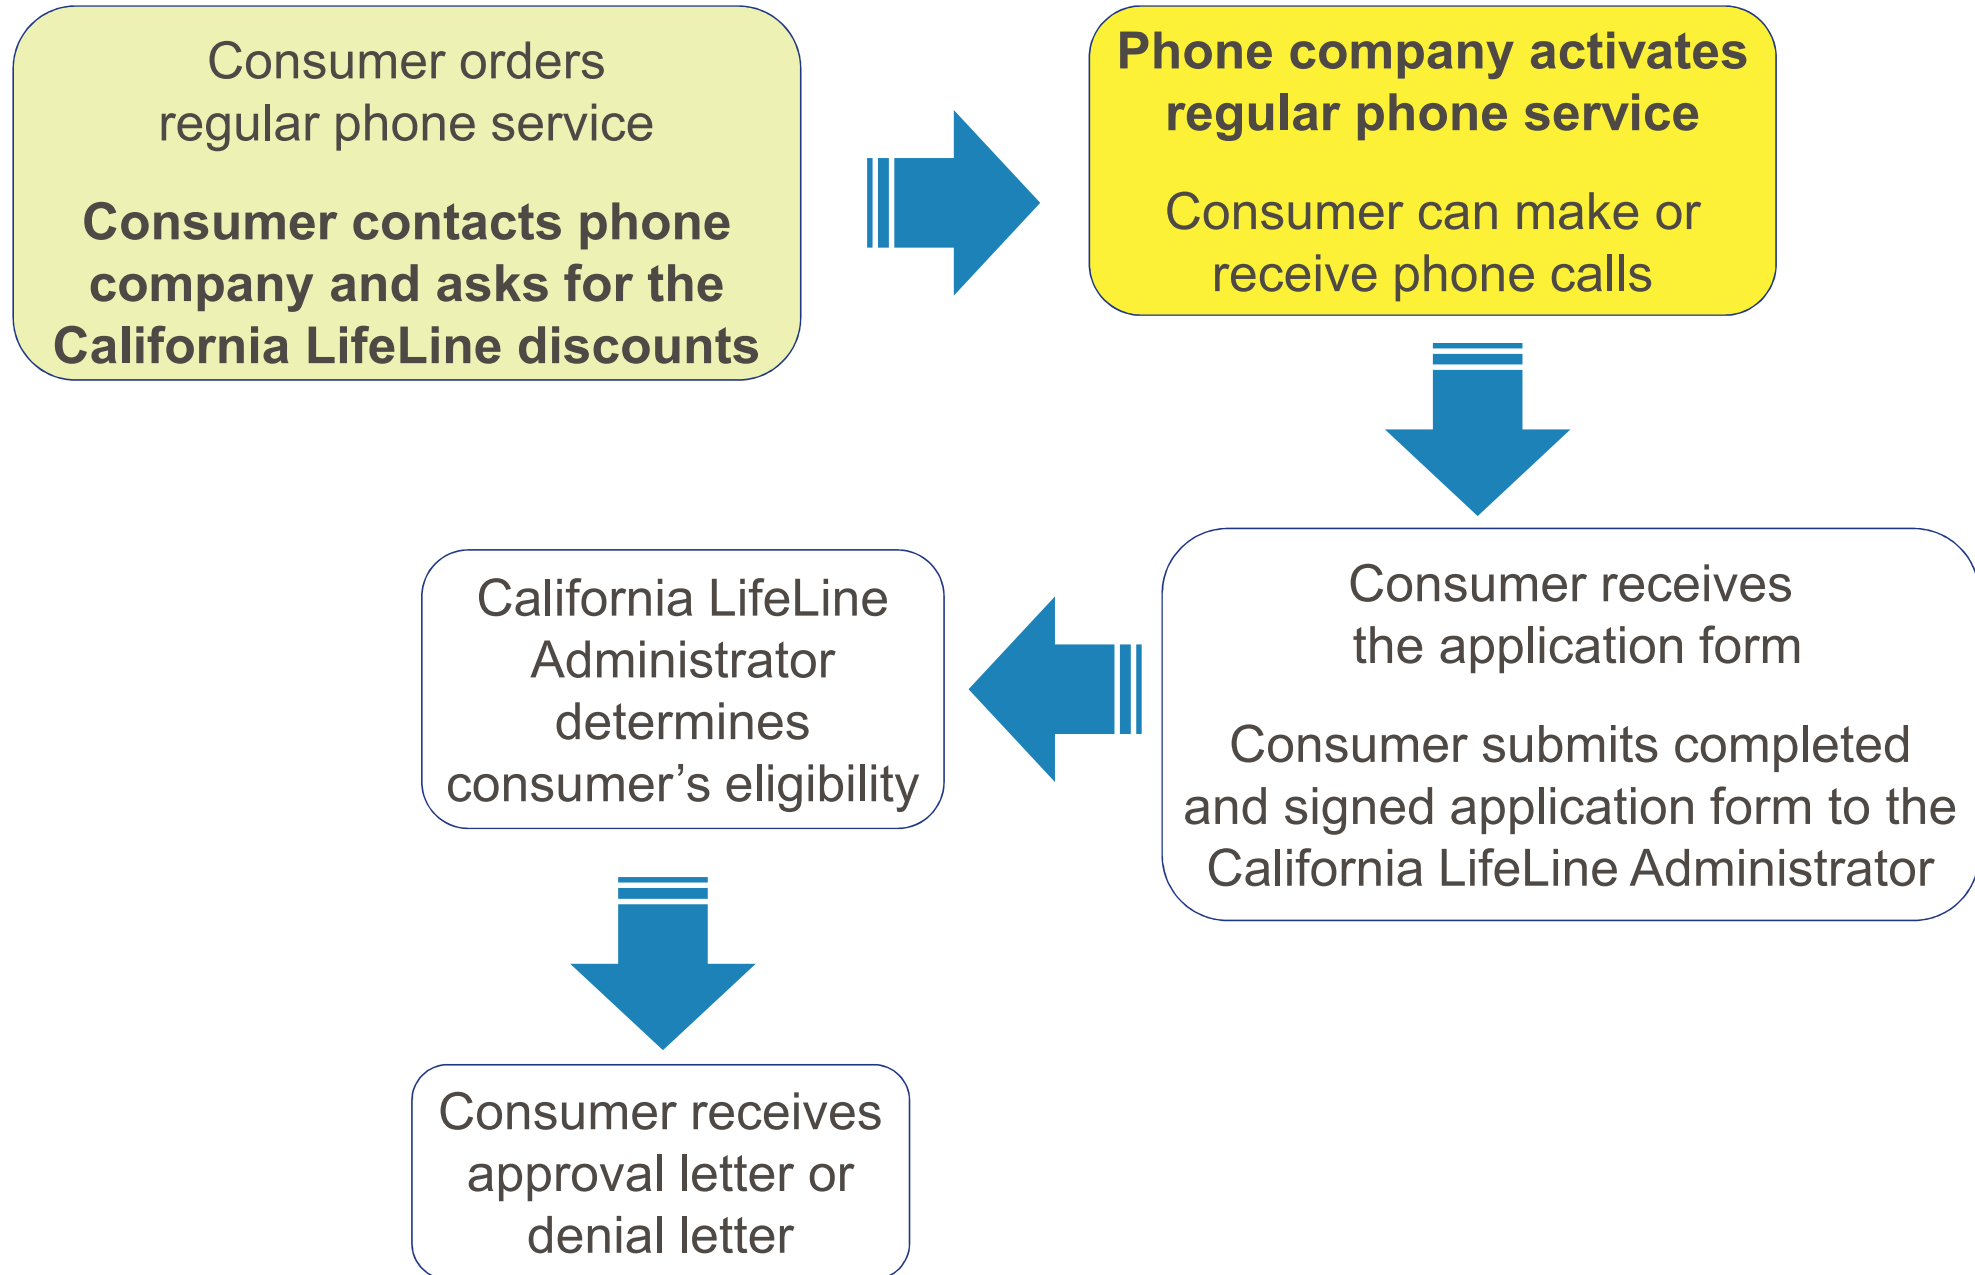 Consumer orders
regular phone service
Consumer contacts phone
company and asks for the
California LifeLine discounts
Phone company activates
regular phone service
Consumer can make or
receive phone calls
Consumer receives
the application form
Consumer submits completed
and signed application form to the
California LifeLine Administrator
California LifeLine
Administrator
determines
consumer’s eligibility
Consumer receives
approval letter or
denial letter